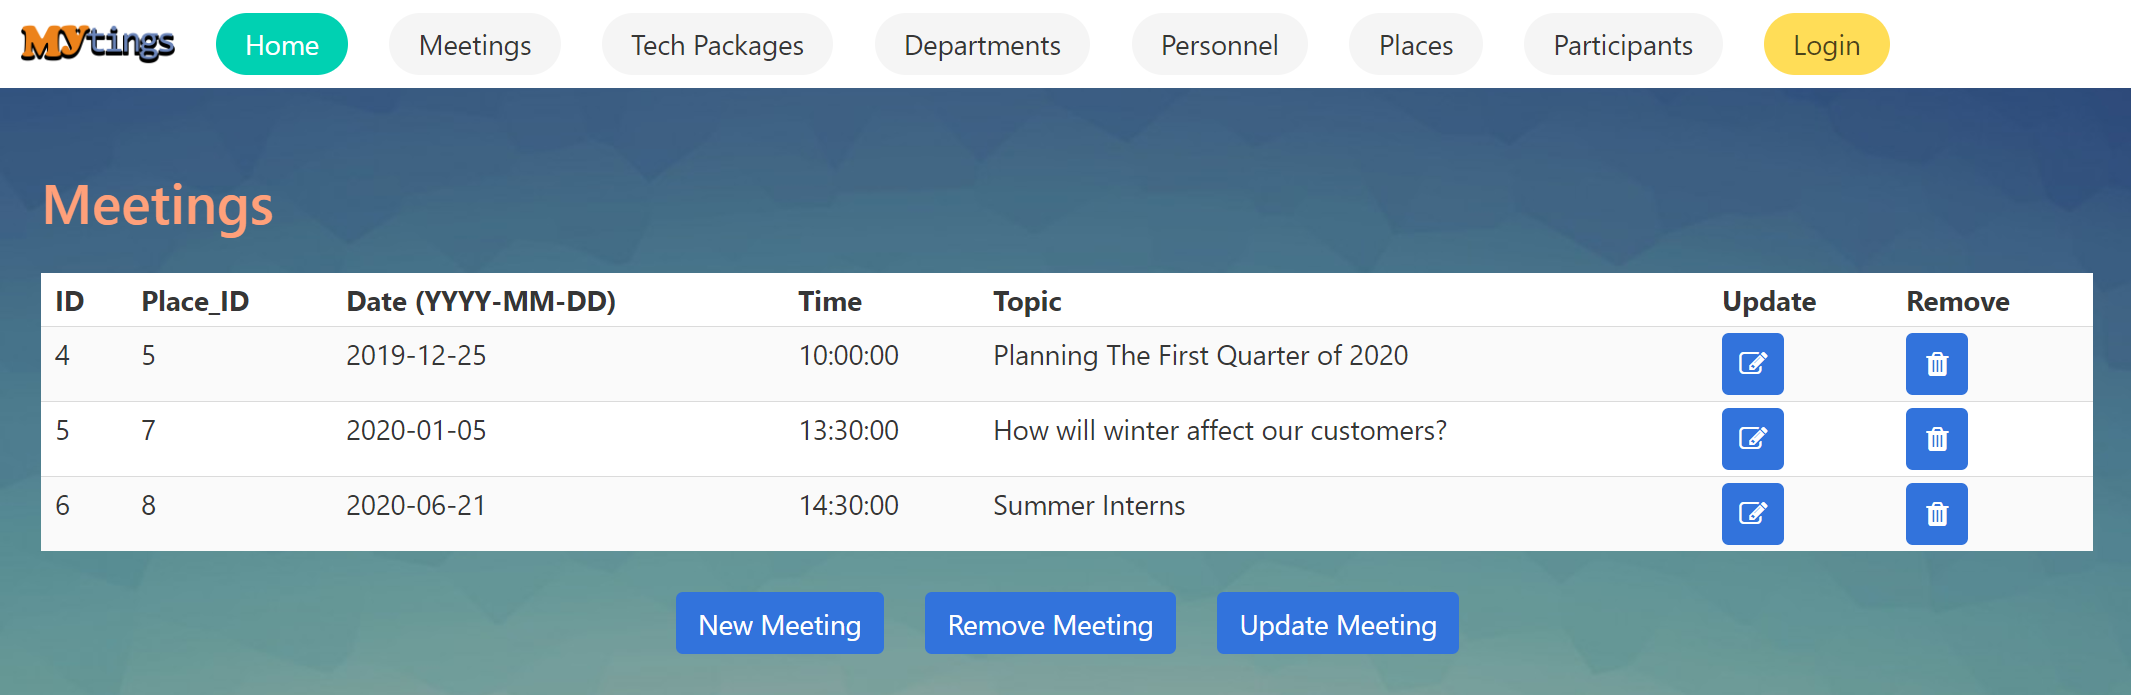 MYtings Home Meetings Tech Packages Departments Personnel Places Participants Login
Meetings
ID Place_ID Date (YYYY-MM-DD) Time Topic Update Remove
4 5 2019-12-25 10:00:00 Planning The First Quarter of 2020
5 7 2020-01-05 13:30:00 How will winter affect our customers?
6 8 2020-06-21 14:30:00 Summer Interns
New Meeting Remove Meeting Update Meeting